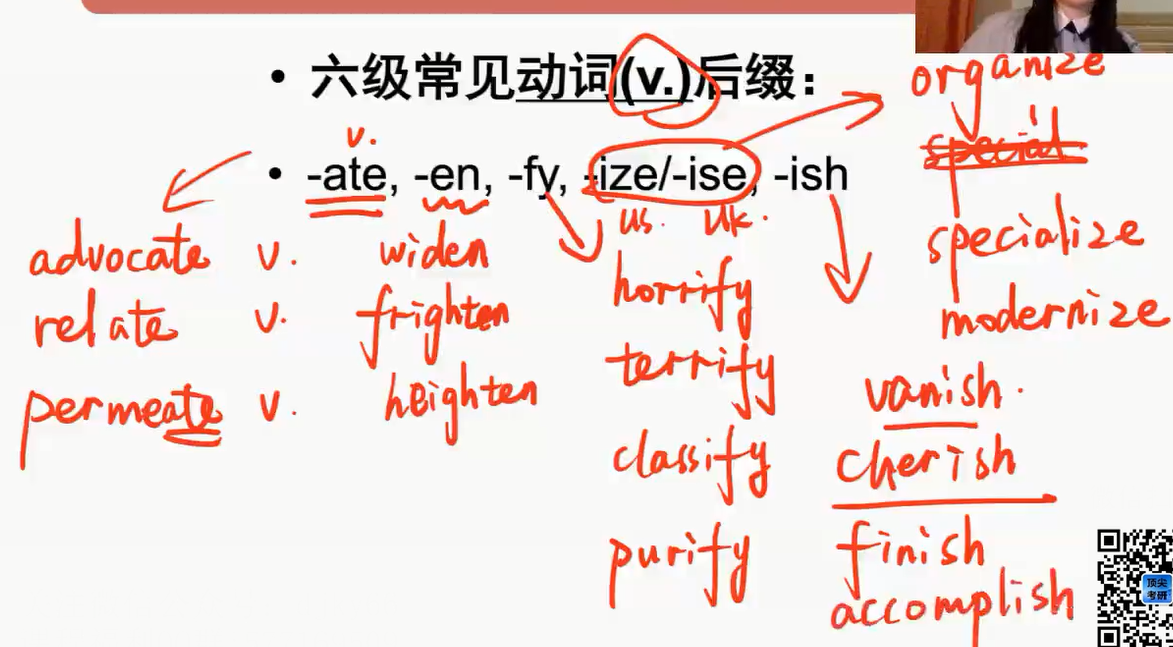 • 六级常见动词(v.)后缀：
v.
• -ate, -en, -fy, -ize/-ise, -ish
us. uk.
advocate v.
relate v.
permeate v.
widen
frighten
heighten
horrify
terrify
classify
purify
organize
special
specialize
modernize
vanish.
cherish
finish
accomplish
顶尖
考研